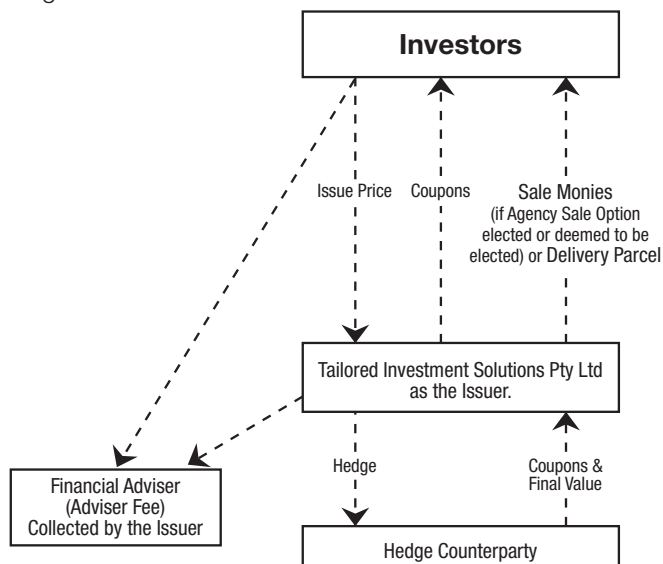 Investors
Issue Price
Coupons
Sale Monies
(if Agency Sale Option
elected or deemed to be
elected) or Delivery Parcel
Tailored Investment Solutions Pty Ltd
as the Issuer.
Hedge
Coupons &
Final Value
Financial Adviser
(Adviser Fee)
Collected by the Issuer
Hedge Counterparty